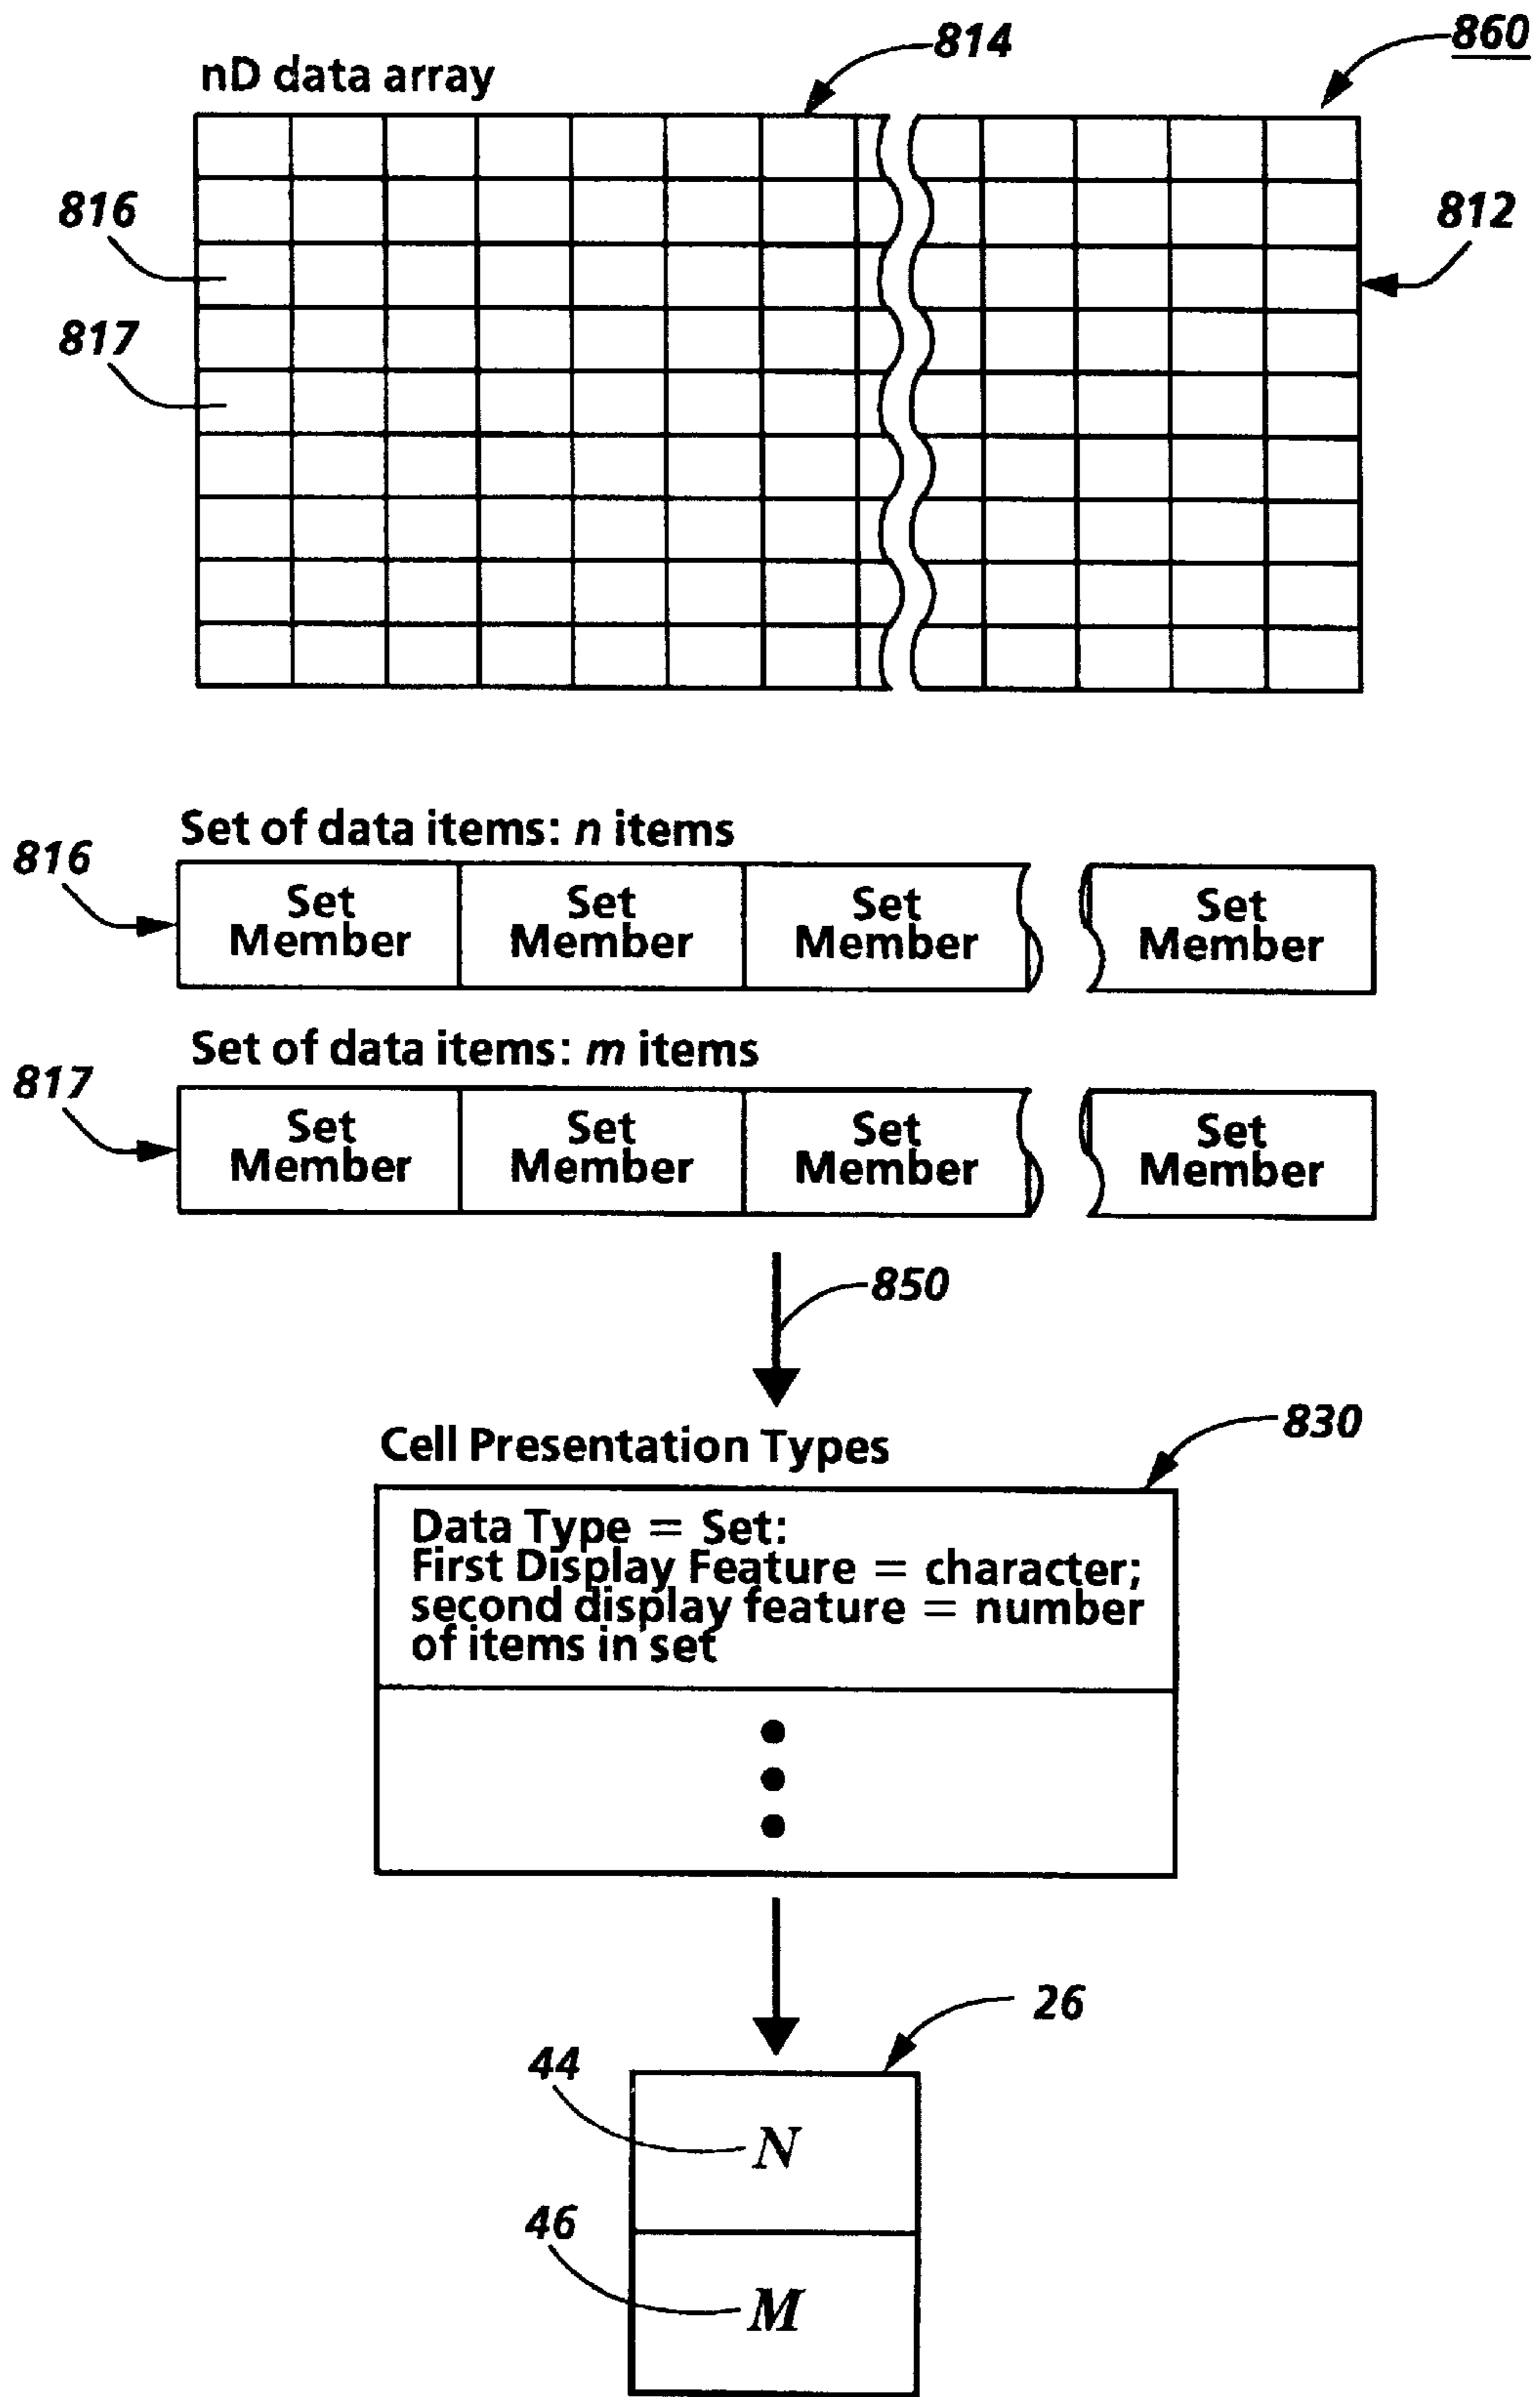 814
860
nD data array
816
812
817
Set of data items: n items
816
Set Member
Set Member
Set Member
Set Member
Set of data items: m items
817
Set Member
Set Member
Set Member
Set Member
850
Cell Presentation Types
830
Data Type = Set:
First Display Feature = character;
second display feature = number
of items in set
26
44
N
46
M